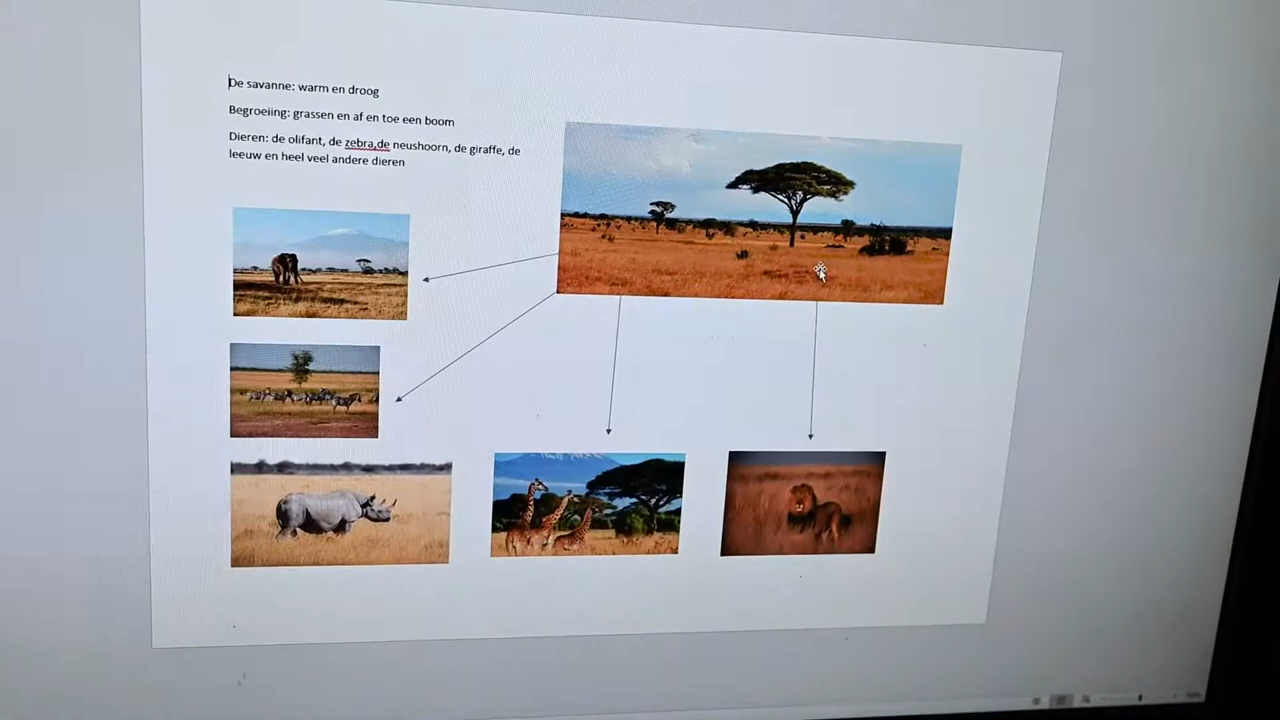 De savanne: warm en droog
Begroeiing: grassen en af en toe een boom
Dieren: de olifant, de zebra,de neushoorn, de giraffe, de
leeuw en heel veel andere dieren